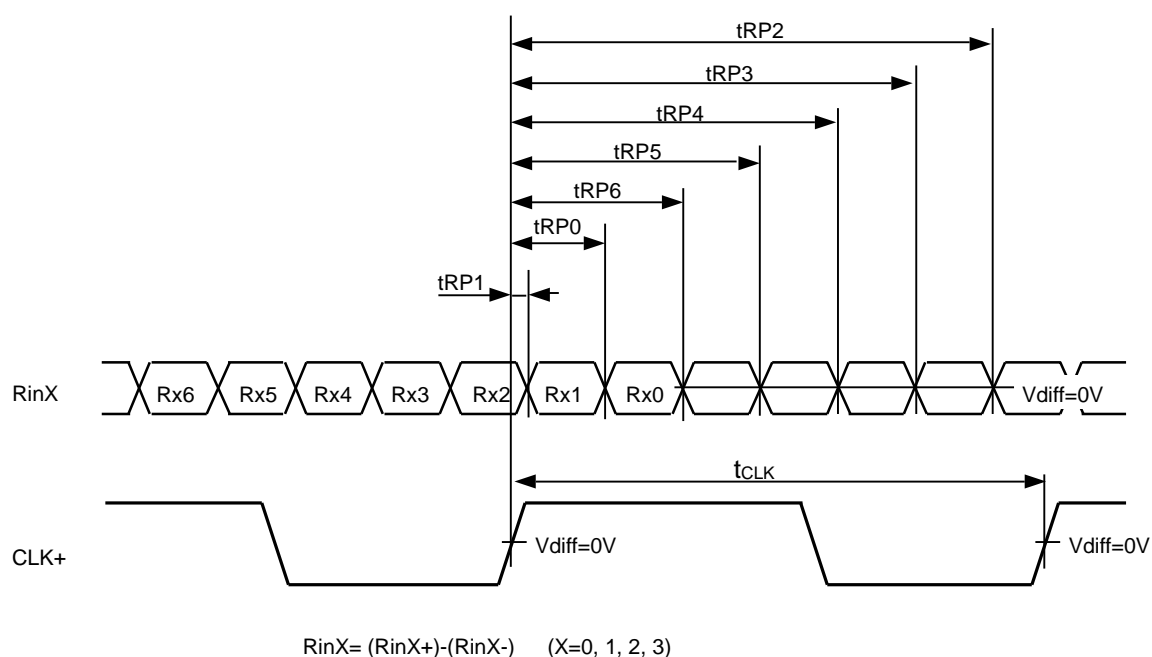 tRP2
tRP3
tRP4
tRP5
tRP6
tRP0
tRP1
RinX Rx6 Rx5 Rx4 Rx3 Rx2 Rx1 Rx0 Vdiff=0V
tCLK
CLK+ Vdiff=0V Vdiff=0V
RinX= (RinX+)-(RinX-) (X=0, 1, 2, 3)